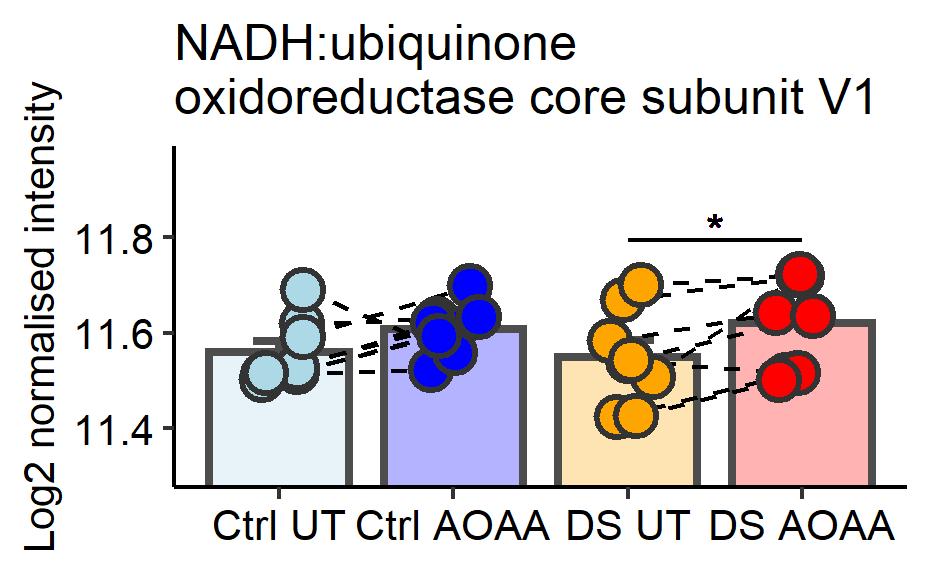 NADH:ubiquinone
oxidoreductase core subunit V1
Log2 normalised intensity
11.8
11.6
11.4
*
Ctrl UT Ctrl AOAA DS UT DS AOAA